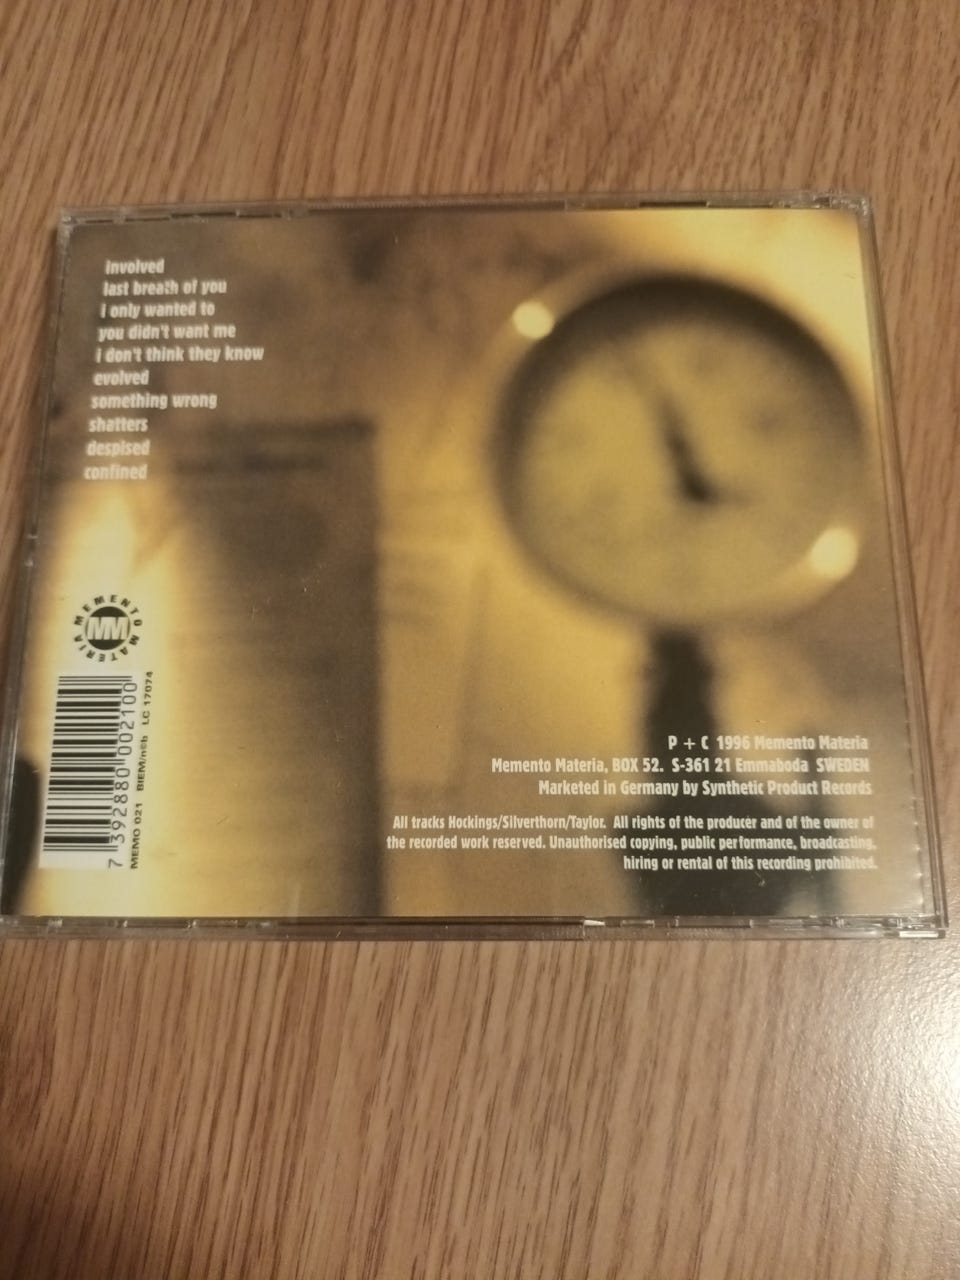 involved
last breath of you
i only wanted to
you didn't want me
i don't think they know
evolved
something wrong
shatters
despised
confined
MEMENTO MATERIA
MM
7 392880 002100
MEMO 021 BIEM/ncb LC 17074
P + C 1996 Memento Materia
Memento Materia, BOX 52. S-361 21 Emmaboda SWEDEN
Marketed in Germany by Synthetic Product Records
All tracks Hockings/Silverthorn/Taylor. All rights of the producer and of the owner of
the recorded work reserved. Unauthorised copying, public performance, broadcasting,
hiring or rental of this recording prohibited.